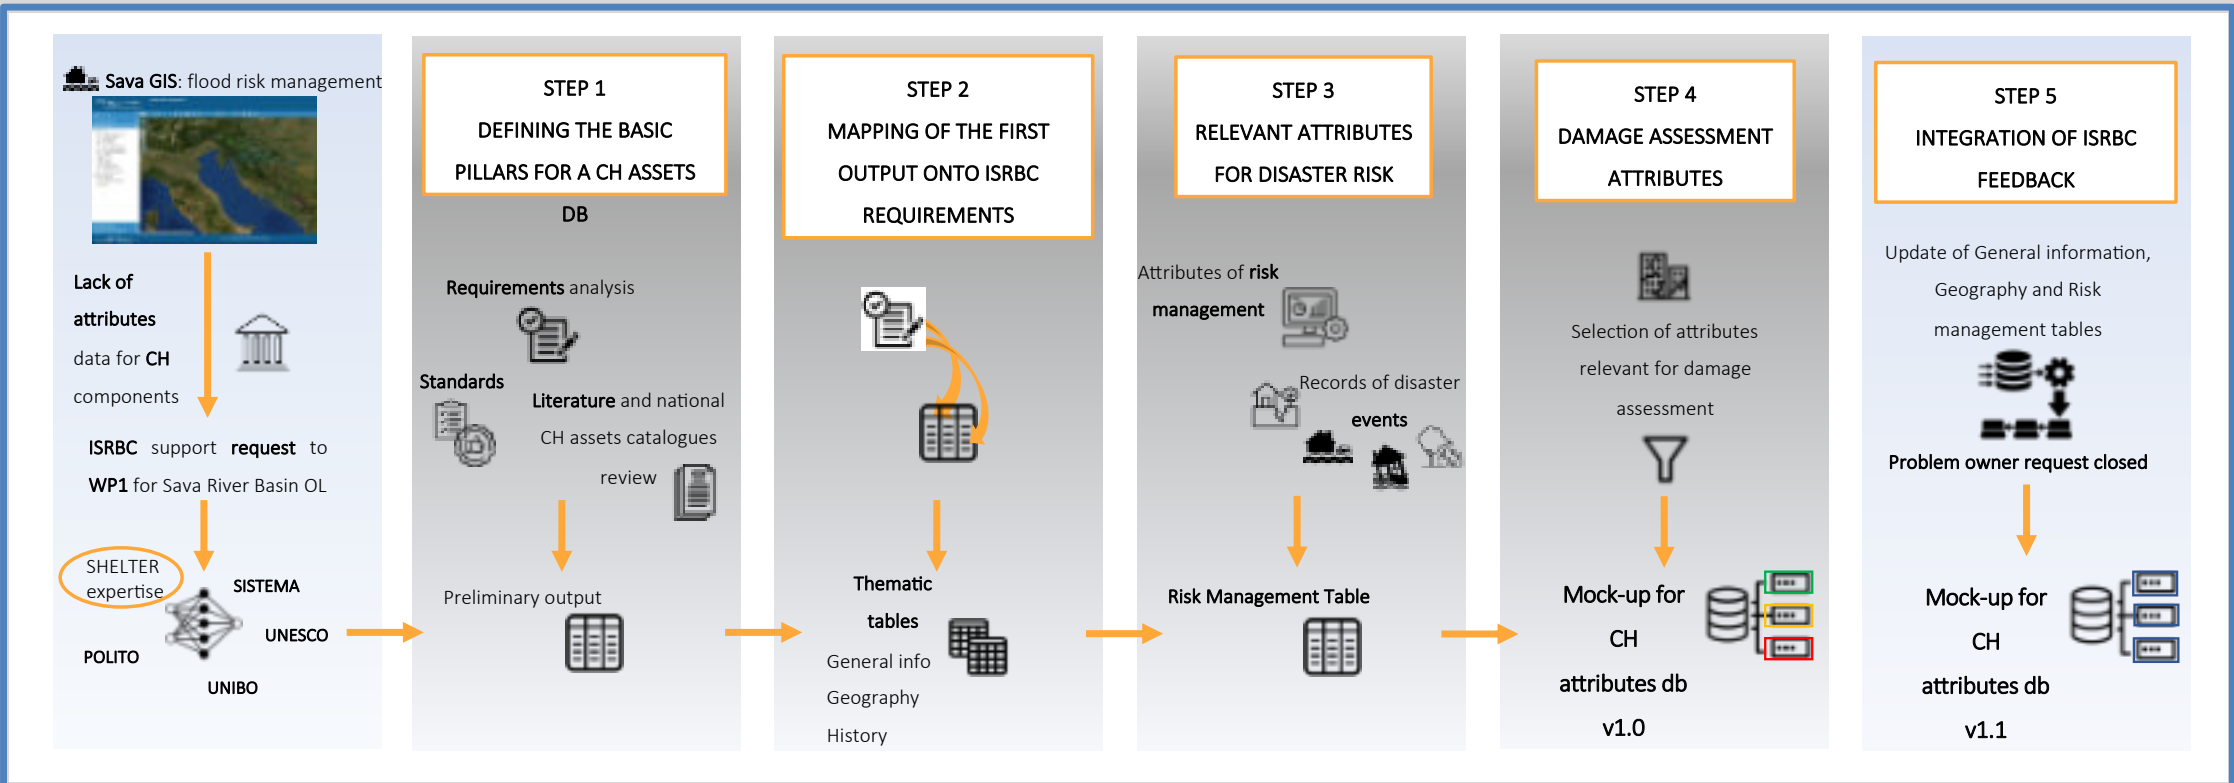 Sava GIS: flood risk management
Lack of
attributes
data for CH
components
ISRBC support request to
WP1 for Sava River Basin OL
SHELTER
expertise
SISTEMA
UNESCO
POLITO
UNIBO
STEP 1
DEFINING THE BASIC
PILLARS FOR A CH ASSETS
DB
Requirements analysis
Standards
Literature and national
CH assets catalogues
review
Preliminary output
STEP 2
MAPPING OF THE FIRST
OUTPUT ONTO ISRBC
REQUIREMENTS
Thematic
tables
General info
Geography
History
STEP 3
RELEVANT ATTRIBUTES
FOR DISASTER RISK
Attributes of risk
management
Records of disaster
events
Risk Management Table
STEP 4
DAMAGE ASSESSMENT
ATTRIBUTES
Selection of attributes
relevant for damage
assessment
Mock-up for
CH
attributes db
v1.0
STEP 5
INTEGRATION OF ISRBC
FEEDBACK
Update of General information,
Geography and Risk
management tables
Problem owner request closed
Mock-up for
CH
attributes db
v1.1